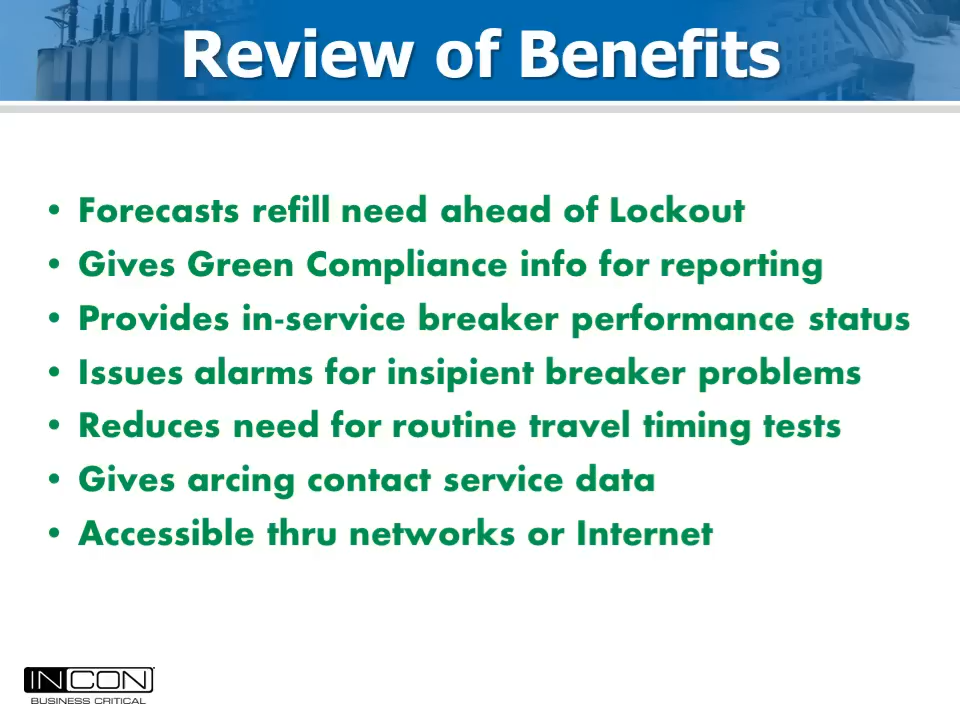 Review of Benefits
• Forecasts refill need ahead of Lockout
• Gives Green Compliance info for reporting
• Provides in-service breaker performance status
• Issues alarms for insipient breaker problems
• Reduces need for routine travel timing tests
• Gives arcing contact service data
• Accessible thru networks or Internet
INCON
BUSINESS CRITICAL